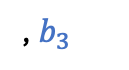 , b₃